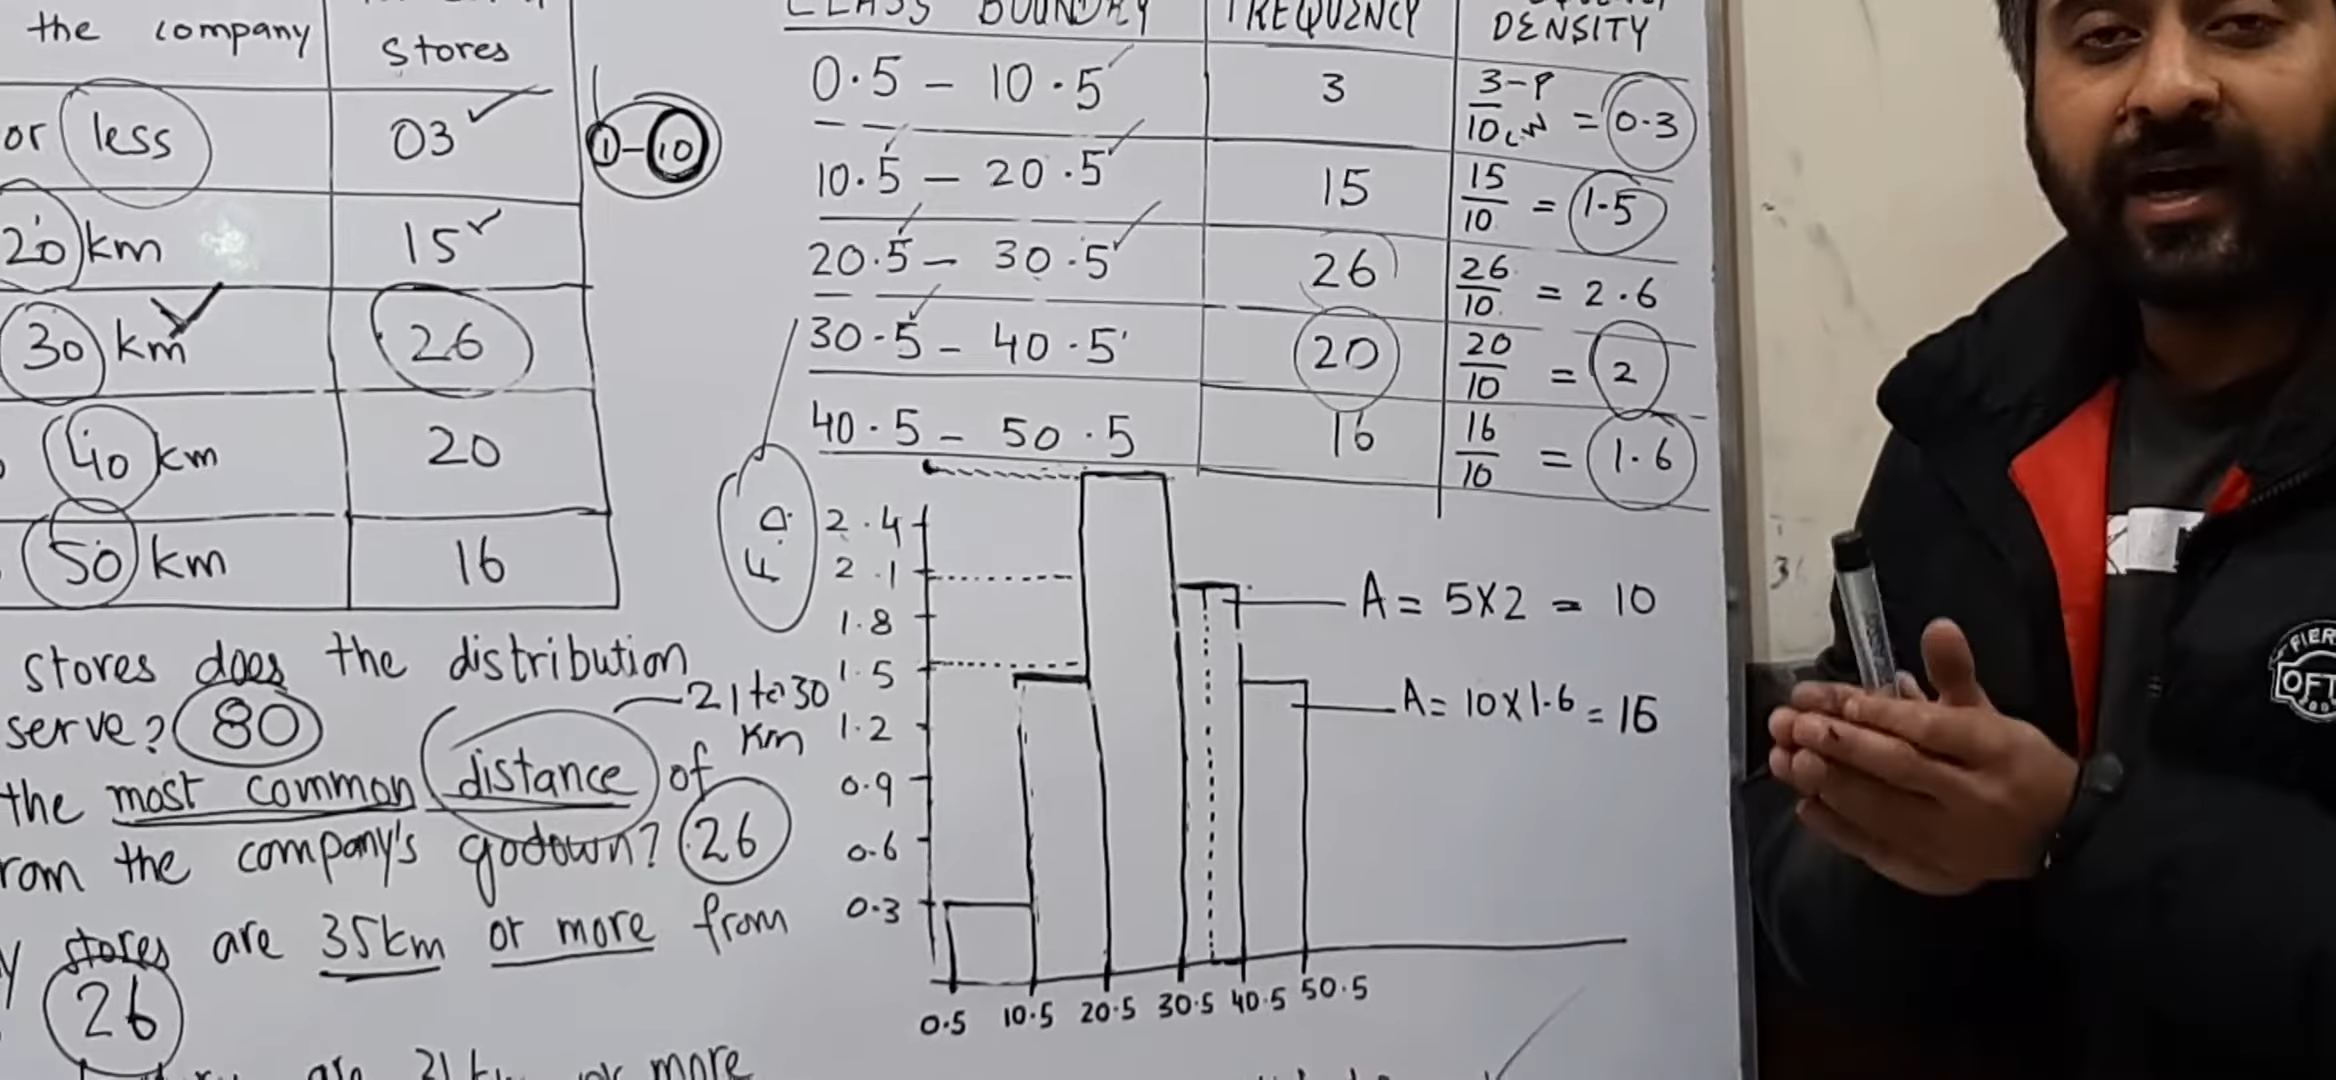 the company
Stores
or less 03
20 km 15
30 km 26
40 km 20
50 km 16
1-10
CLASS BOUNDRY FREQUENCY
DENSITY
0.5 - 10.5 3 3-P/10 CW = 0.3
10.5 - 20.5 15 15/10 = 1.5
20.5 - 30.5 26 26/10 = 2.6
30.5 - 40.5 20 20/10 = 2
40.5 - 50.5 16 16/10 = 1.6
stores does the distribution
serve? 80
21 to 30
Km
the most common distance of
the company's godown? 26
stores are 35km or more from
26
21 km or more
2.4
2.1
1.8
1.5
1.2
0.9
0.6
0.3
0.5 10.5 20.5 30.5 40.5 50.5
A = 5X2 = 10
A = 10X1.6 = 16